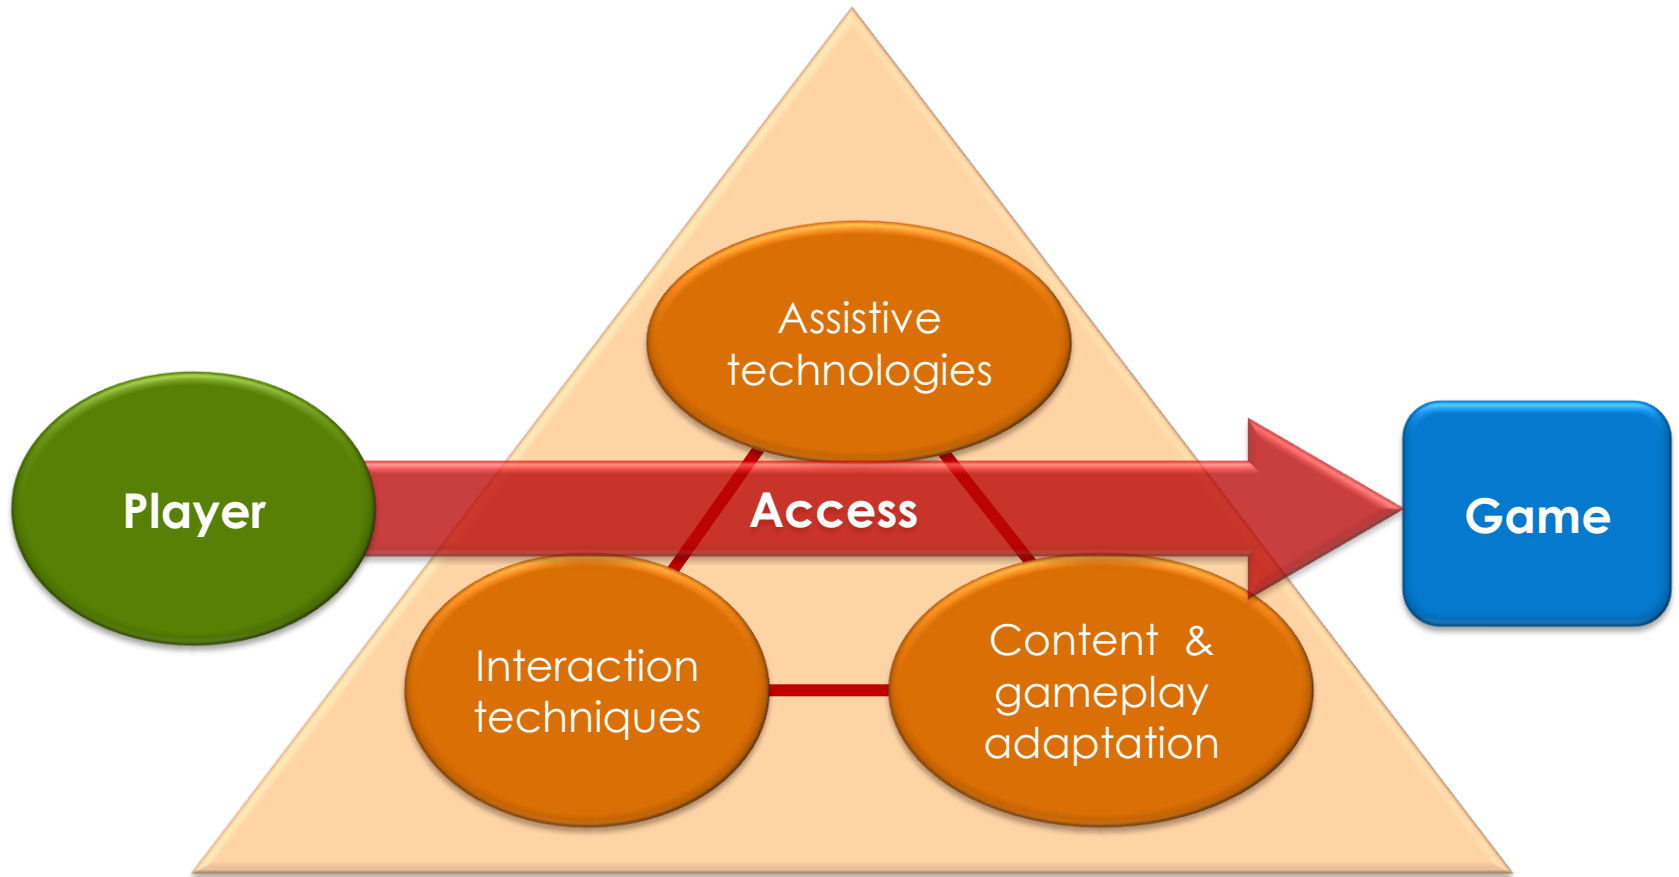 Assistive
technologies
Player
Access
Game
Interaction
techniques
Content & 
gameplay
adaptation